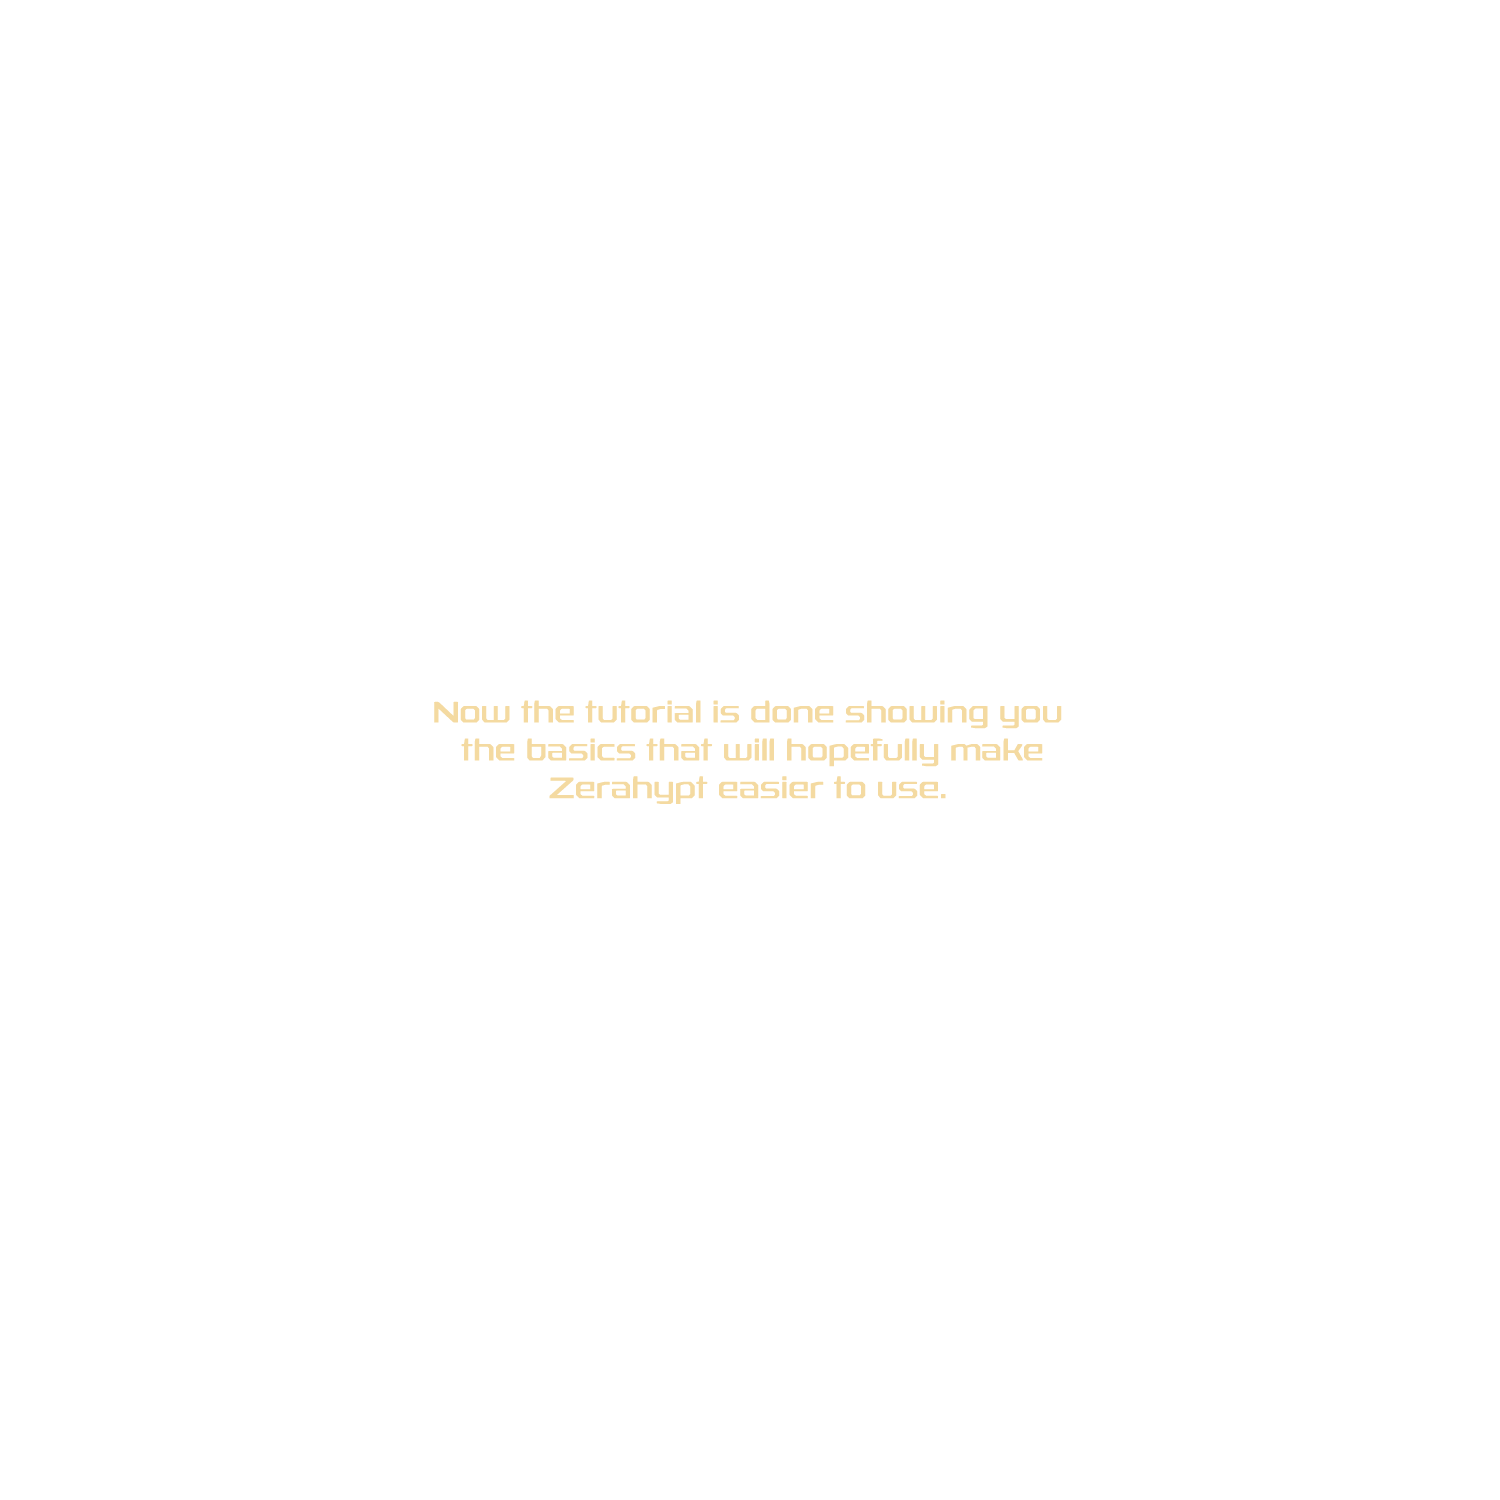 Now the tutorial is done showing you
the basics that will hopefully make
Zerahypt easier to use.